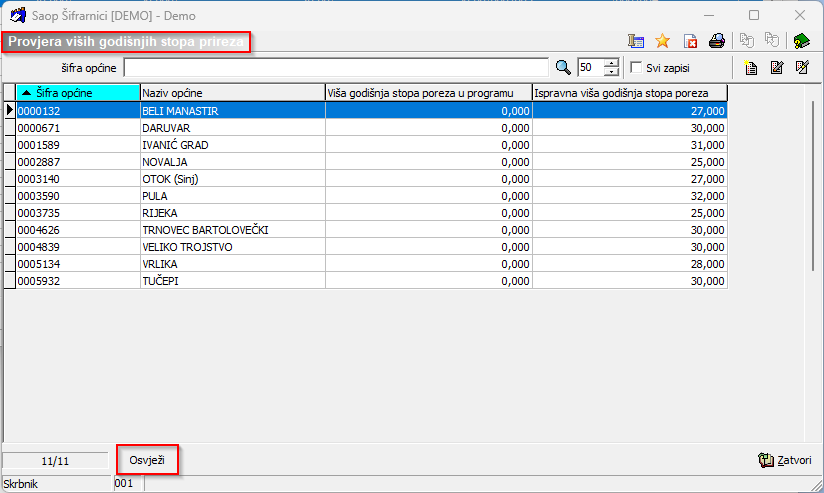 Saop Šifrarnici [DEMO] - Demo
Provjera viših godišnjih stopa prireza
šifra općine 50 Svi zapisi
Šifra općine Naziv općine Viša godišnja stopa poreza u programu Ispravna viša godišnja stopa poreza
0000132 BELI MANASTIR 0,000 27,000
0000671 DARUVAR 0,000 30,000
0001589 IVANIĆ GRAD 0,000 31,000
0002887 NOVALJA 0,000 25,000
0003140 OTOK (Sinj) 0,000 27,000
0003590 PULA 0,000 32,000
0003735 RIJEKA 0,000 25,000
0004626 TRNOVEC BARTOLOVEČKI 0,000 30,000
0004839 VELIKO TROJSTVO 0,000 30,000
0005134 VRLIKA 0,000 28,000
0005932 TUČEPI 0,000 30,000
11/11 Osvježi Zatvori
Skrbnik 001